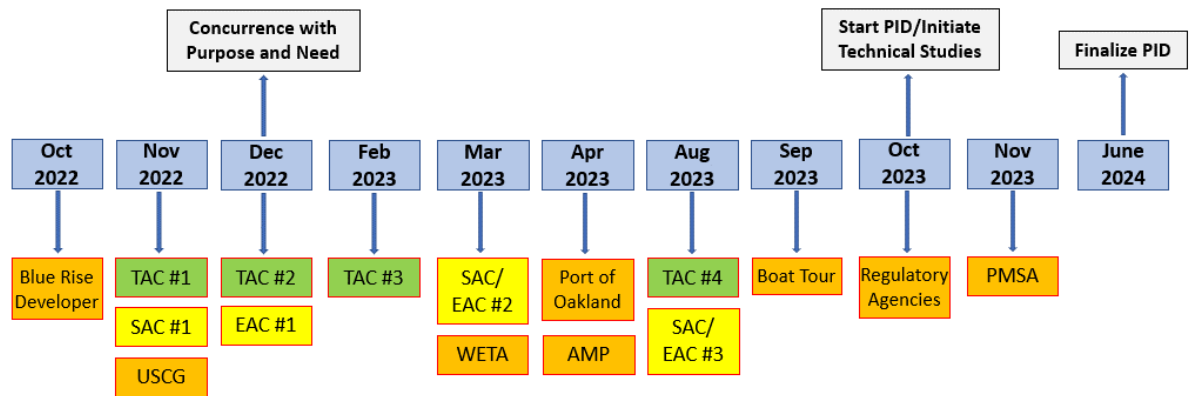 Concurrence with
Purpose and Need
Start PID/Initiate
Technical Studies
Finalize PID
Oct
2022
Nov
2022
Dec
2022
Feb
2023
Mar
2023
Apr
2023
Aug
2023
Sep
2023
Oct
2023
Nov
2023
June
2024
Blue Rise
Developer
TAC #1
SAC #1
USCG
TAC #2
EAC #1
TAC #3
SAC/
EAC #2
WETA
Port of
Oakland
AMP
TAC #4
SAC/
EAC #3
Boat Tour
Regulatory
Agencies
PMSA